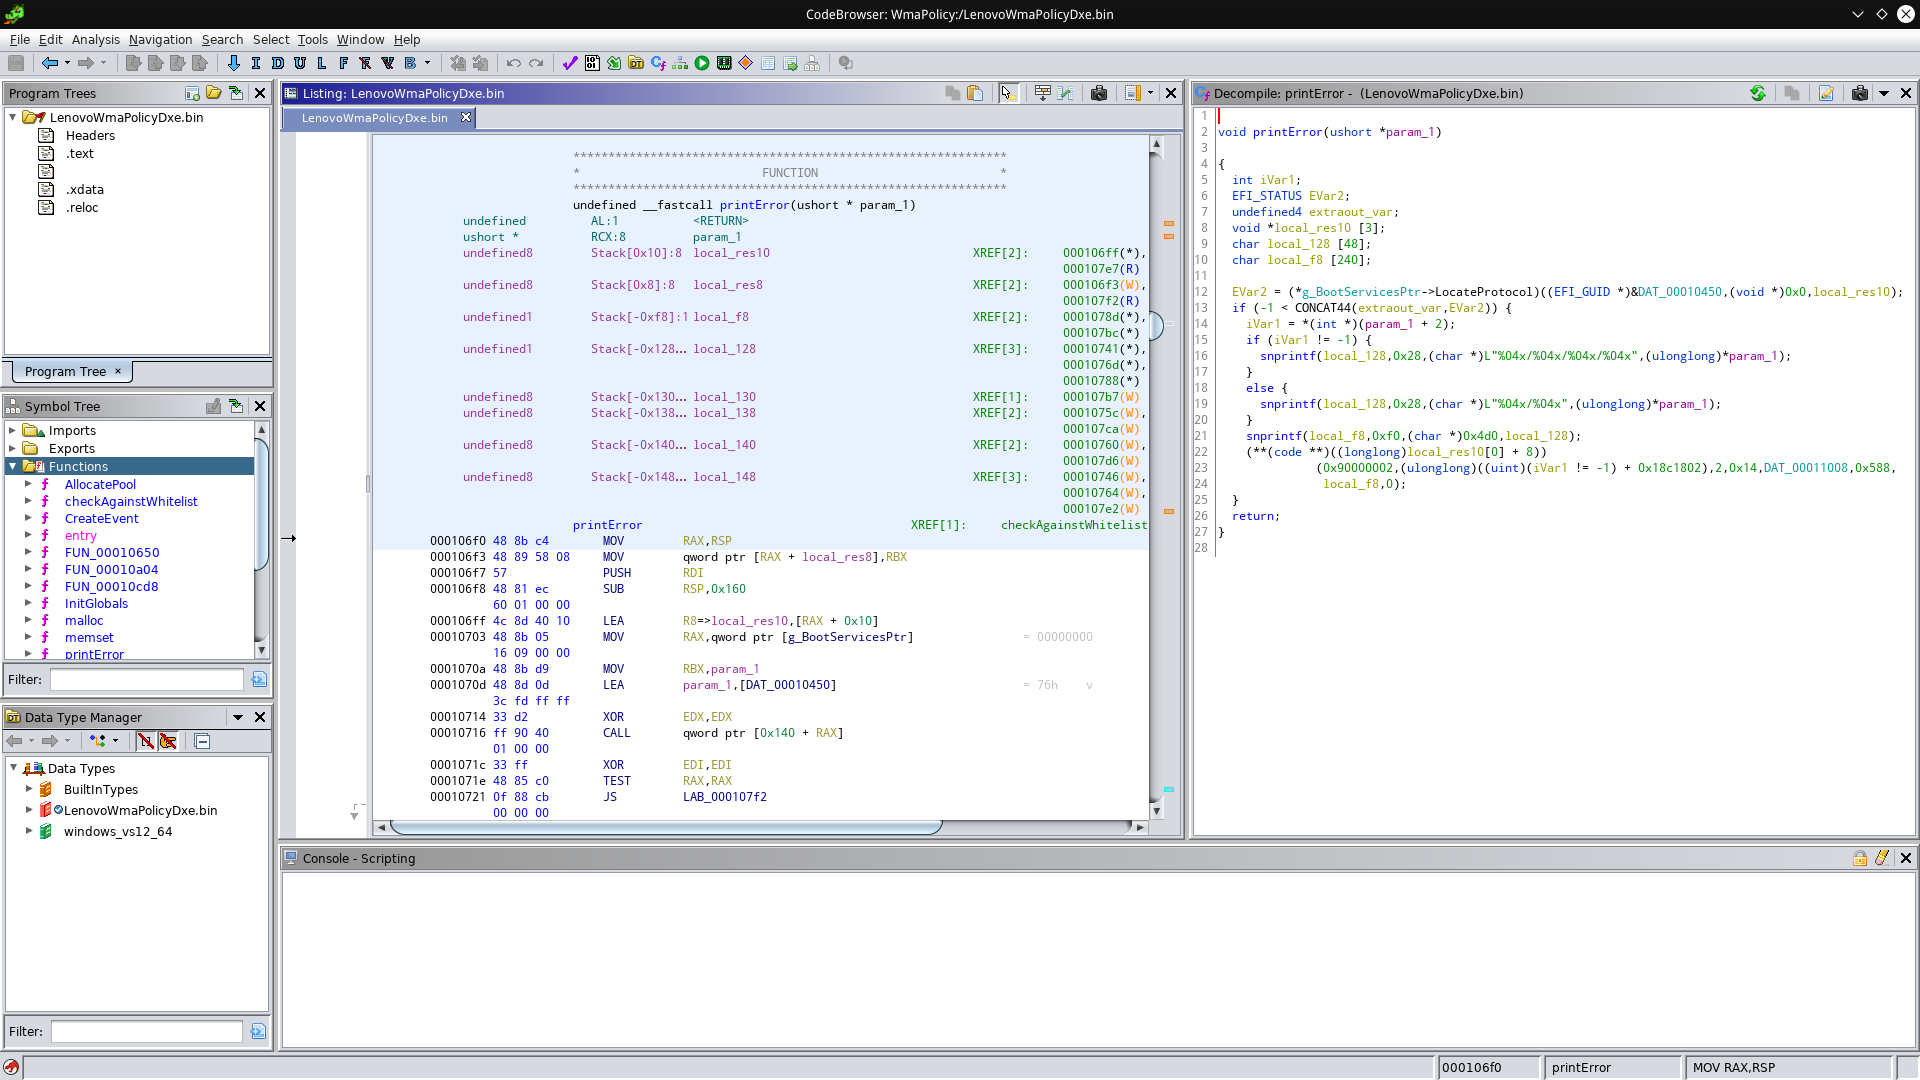 CodeBrowser: WmaPolicy:/LenovoWmaPolicyDxe.bin
File Edit Analysis Navigation Search Select Tools Window Help
I D U L F B
Program Trees
LenovoWmaPolicyDxe.bin
Headers
.text
.xdata
.reloc
Program Tree ×
Symbol Tree
Imports
Exports
Functions
AllocatePool
checkAgainstWhitelist
CreateEvent
entry
FUN_00010650
FUN_00010a04
FUN_00010cd8
InitGlobals
malloc
memset
printError
Filter:
Data Type Manager
Data Types
BuiltInTypes
LenovoWmaPolicyDxe.bin
windows_vs12_64
Filter:
Listing: LenovoWmaPolicyDxe.bin
LenovoWmaPolicyDxe.bin
**************************************************************
* FUNCTION *
**************************************************************
undefined __fastcall printError(ushort * param_1)
undefined AL:1 <RETURN>
ushort * RCX:8 param_1
undefined8 Stack[0x10]:8 local_res10 XREF[2]: 000106ff(*),
000107e7(R)
undefined8 Stack[0x8]:8 local_res8 XREF[2]: 000106f3(W),
000107f2(R)
undefined1 Stack[-0xf8]:1 local_f8 XREF[2]: 0001078d(*),
000107bc(*)
undefined1 Stack[-0x128... local_128 XREF[3]: 00010741(*),
0001076d(*),
00010788(*)
undefined8 Stack[-0x130... local_130 XREF[1]: 000107b7(W)
undefined8 Stack[-0x138... local_138 XREF[2]: 0001075c(W),
000107ca(W)
undefined8 Stack[-0x140... local_140 XREF[2]: 00010760(W),
000107d6(W)
undefined8 Stack[-0x148... local_148 XREF[3]: 00010746(W),
00010764(W),
000107e2(W)
printError XREF[1]: checkAgainstWhitelist
000106f0 48 8b c4 MOV RAX,RSP
000106f3 48 89 58 08 MOV qword ptr [RAX + local_res8],RBX
000106f7 57 PUSH RDI
000106f8 48 81 ec SUB RSP,0x160
60 01 00 00
000106ff 4c 8d 40 10 LEA R8=>local_res10,[RAX + 0x10]
00010703 48 8b 05 MOV RAX,qword ptr [g_BootServicesPtr] = 00000000
16 09 00 00
0001070a 48 8b d9 MOV RBX,param_1
0001070d 48 8d 0d LEA param_1,[DAT_00010450] = 76h v
3c fd ff ff
00010714 33 d2 XOR EDX,EDX
00010716 ff 90 40 CALL qword ptr [0x140 + RAX]
01 00 00
0001071c 33 ff XOR EDI,EDI
0001071e 48 85 c0 TEST RAX,RAX
00010721 0f 88 cb JS LAB_000107f2
00 00 00
Decompile: printError - (LenovoWmaPolicyDxe.bin)
1
2 void printError(ushort *param_1)
3
4 {
5 int iVar1;
6 EFI_STATUS EVar2;
7 undefined4 extraout_var;
8 void *local_res10 [3];
9 char local_128 [48];
10 char local_f8 [240];
11
12 EVar2 = (*g_BootServicesPtr->LocateProtocol)((EFI_GUID *)&DAT_00010450,(void *)0x0,local_res10);
13 if (-1 < CONCAT44(extraout_var,EVar2)) {
14 iVar1 = *(int *)(param_1 + 2);
15 if (iVar1 != -1) {
16 snprintf(local_128,0x28,(char *)L"%04x/%04x/%04x/%04x",(ulonglong)*param_1);
17 }
18 else {
19 snprintf(local_128,0x28,(char *)L"%04x/%04x",(ulonglong)*param_1);
20 }
21 snprintf(local_f8,0xf0,(char *)0x4d0,local_128);
22 (**(code **)((longlong)local_res10[0] + 8))
23 (0x90000002,(ulonglong)((uint)(iVar1 != -1) + 0x18c1802),2,0x14,DAT_00011008,0x588,
24 local_f8,0);
25 }
26 return;
27 }
28
Console - Scripting
000106f0 printError MOV RAX,RSP